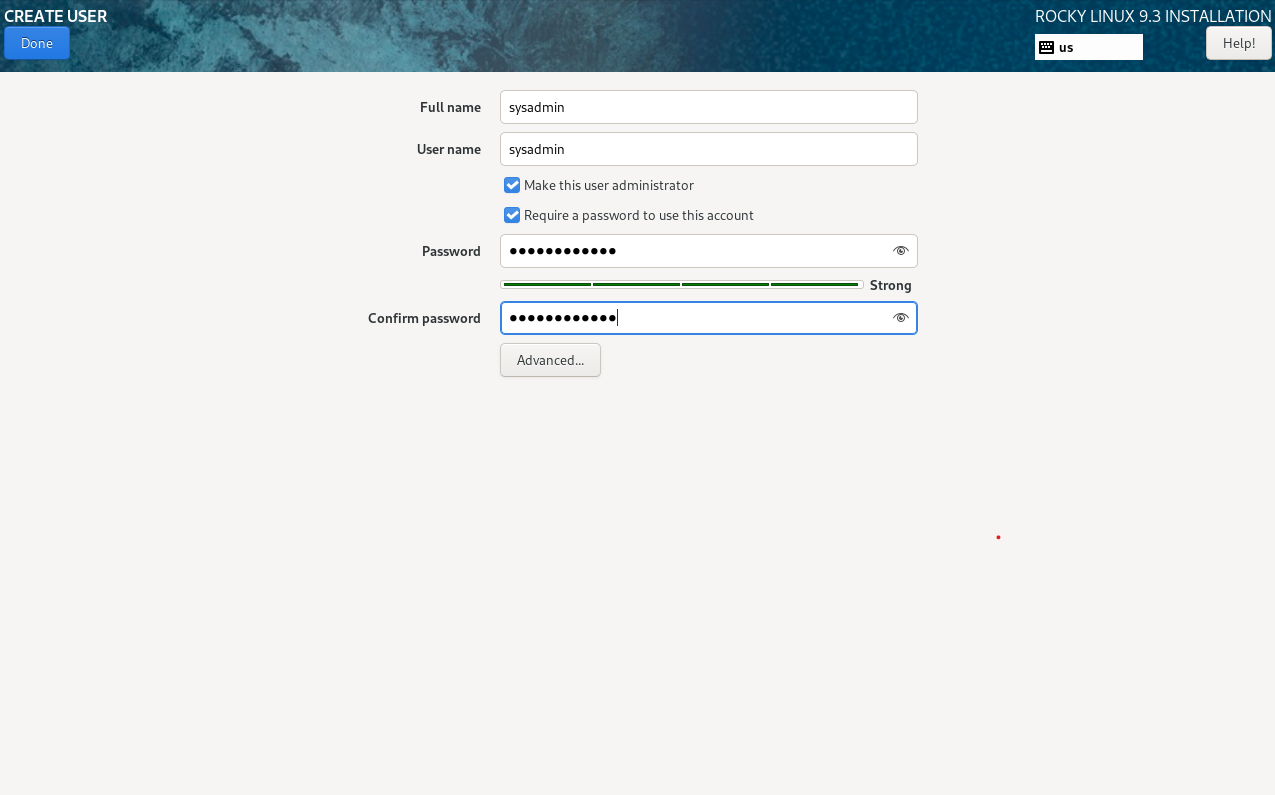 CREATE USER
ROCKY LINUX 9.3 INSTALLATION
Done
us
Help!
Full name
sysadmin
User name
sysadmin
Make this user administrator
Require a password to use this account
Password
●●●●●●●●●●●●
Strong
Confirm password
●●●●●●●●●●●●
Advanced...